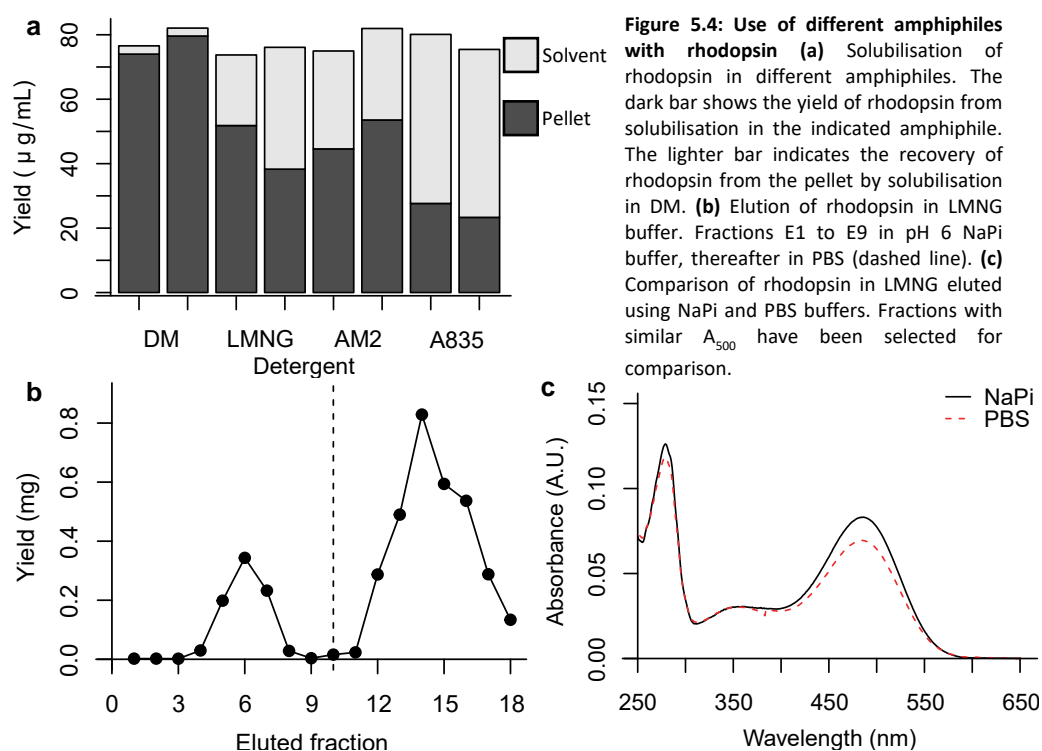 a
80
60
40
20
0
Yield ( µ g/mL)
Solvent
Pellet
DM LMNG AM2 A835
Detergent
Figure 5.4: Use of different amphiphiles
with rhodopsin (a) Solubilisation of
rhodopsin in different amphiphiles. The
dark bar shows the yield of rhodopsin from
solubilisation in the indicated amphiphile.
The lighter bar indicates the recovery of
rhodopsin from the pellet by solubilisation
in DM. (b) Elution of rhodopsin in LMNG
buffer. Fractions E1 to E9 in pH 6 NaPi
buffer, thereafter in PBS (dashed line). (c)
Comparison of rhodopsin in LMNG eluted
using NaPi and PBS buffers. Fractions with
similar A500 have been selected for
comparison.
b
0.8
0.6
0.4
0.2
0.0
Yield (mg)
0 3 6 9 12 15 18
Eluted fraction
c
NaPi
PBS
0.15
0.10
0.05
0.00
Absorbance (A.U.)
250 350 450 550 650
Wavelength (nm)